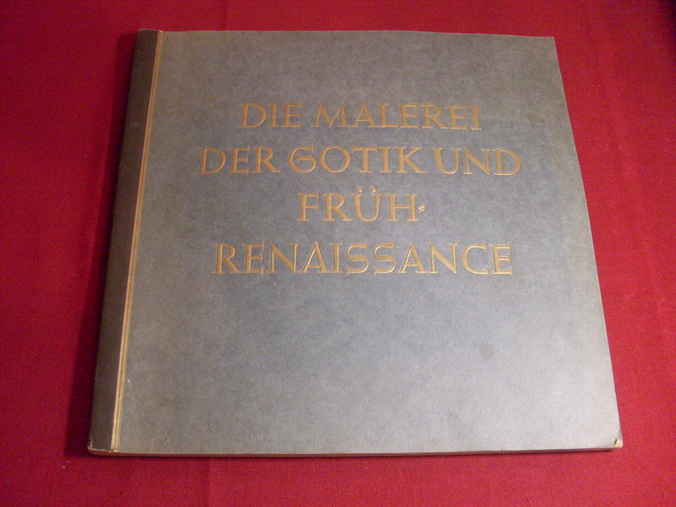 DIE MALEREI
DER GOTIK UND
FRÜH-
RENAISSANCE